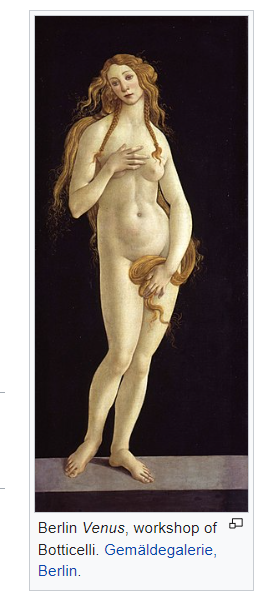 Berlin Venus, workshop of
Botticelli. Gemäldegalerie,
Berlin.